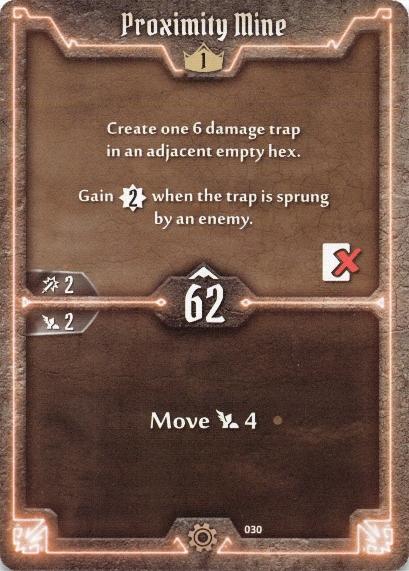 Proximity Mine
1
Create one 6 damage trap
in an adjacent empty hex.
Gain 2 when the trap is sprung
by an enemy.
2
62
2
Move 4
030